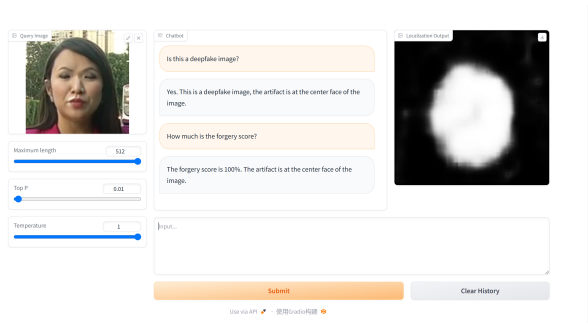 Query Image
Chatbot
Localization Output
Is this a deepfake image?
Yes. This is a deepfake image, the artifact is at the center face of the
image.
How much is the forgery score?
The forgery score is 100%. The artifact is at the center face of the
image.
Maximum length
512
Top P
0.01
Temperature
1
Input...
Submit
Clear History
Use via API
·
使用Gradio构建